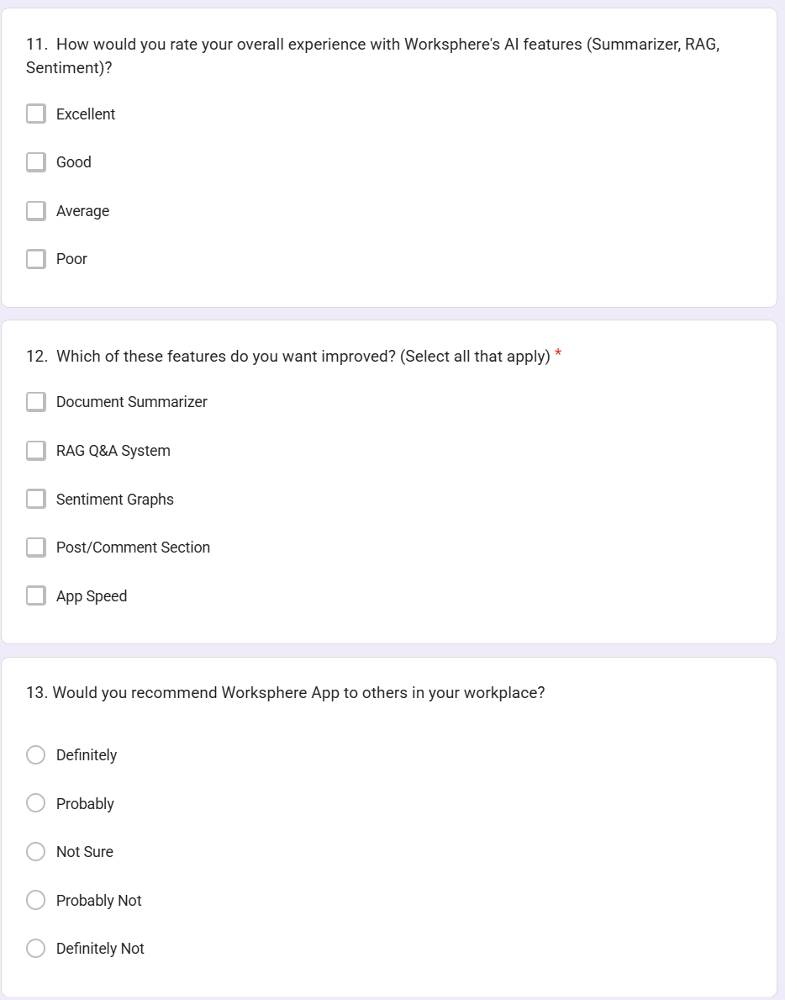 11.  How would you rate your overall experience with Worksphere's AI features (Summarizer, RAG,
Sentiment)?
Excellent
Good
Average
Poor
12.  Which of these features do you want improved? (Select all that apply) *
Document Summarizer
RAG Q&A System
Sentiment Graphs
Post/Comment Section
App Speed
13. Would you recommend Worksphere App to others in your workplace?
Definitely
Probably
Not Sure
Probably Not
Definitely Not